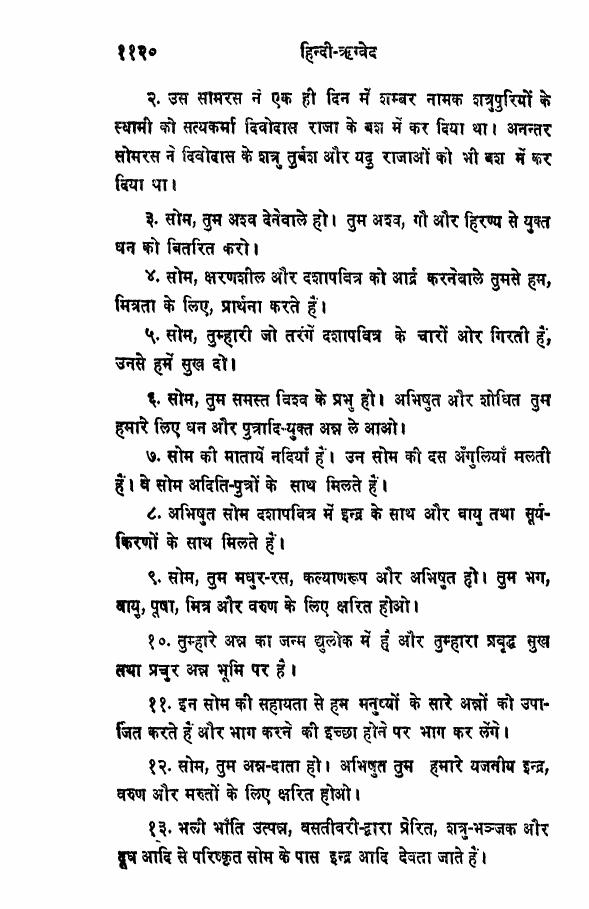 ११२० हिन्दी-ऋग्वेद
२. उस सामरस नं एक ही दिन में शम्बर नामक शत्रुपुरियों के
स्वामी को सत्यकर्मा दिवोदास राजा के वश में कर दिया था। अनन्तर
सोमरस ने दिवोदास के शत्रु तुर्वश और यदु राजाओं को भी वश में कर
दिया था।
३. सोम, तुम अश्व देनेवाले हो। तुम अश्व, गौ और हिरण्य से युक्त
धन को वितरित करो।
४. सोम, क्षरणशील और दशापवित्र को आर्द्र करनेवाले तुमसे हम,
मित्रता के लिए, प्रार्थना करते हैं।
५. सोम, तुम्हारी जो तरंगें दशापवित्र के चारों ओर गिरती हैं,
उनसे हमें सुख दो।
६. सोम, तुम समस्त विश्व के प्रभु हो। अभिषुत और शोधित तुम
हमारे लिए धन और पुत्रादि-युक्त अन्न ले आओ।
७. सोम की मातायें नदियाँ हैं। उन सोम की दस अँगुलियाँ मलती
हैं। वे सोम अदिति-पुत्रों के साथ मिलते हैं।
८. अभिषुत सोम दशापवित्र में इन्द्र के साथ और वायु तथा सूर्य-
किरणों के साथ मिलते हैं।
९. सोम, तुम मधुर-रस, कल्याणरूप और अभिषुत हो। तुम भग,
वायु, पूषा, मित्र और वरुण के लिए क्षरित होओ।
१०. तुम्हारे अन्न का जन्म द्युलोक में है और तुम्हारा प्रवृद्ध सुख
तथा प्रचुर अन्न भूमि पर है।
११. इन सोम की सहायता से हम मनुष्यों के सारे अन्नों को उपा-
र्जित करते हैं और भाग करने की इच्छा होने पर भाग कर लेंगे।
१२. सोम, तुम अन्न-दाता हो। अभिषुत तुम हमारे यजनीय इन्द्र,
वरुण और मरुतों के लिए क्षरित होओ।
१३. भली भाँति उत्पन्न, वसतीवरी-द्वारा प्रेरित, शत्रु-भञ्जक और
दूध आदि से परिष्कृत सोम के पास इन्द्र आदि देवता जाते हैं।